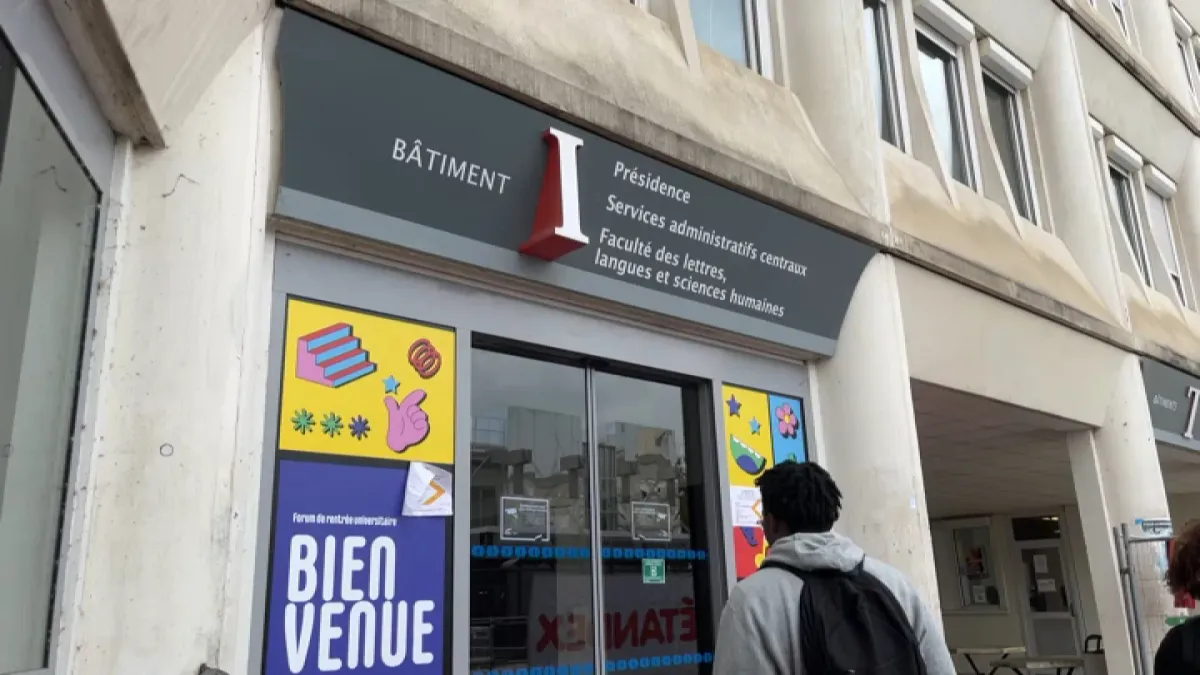 BÂTIMENT
I
Présidence
Services administratifs centraux
Faculté des lettres,
langues et sciences humaines
Forum de rentrée universitaire
BIEN
VENUE
BÂTIMENT
T